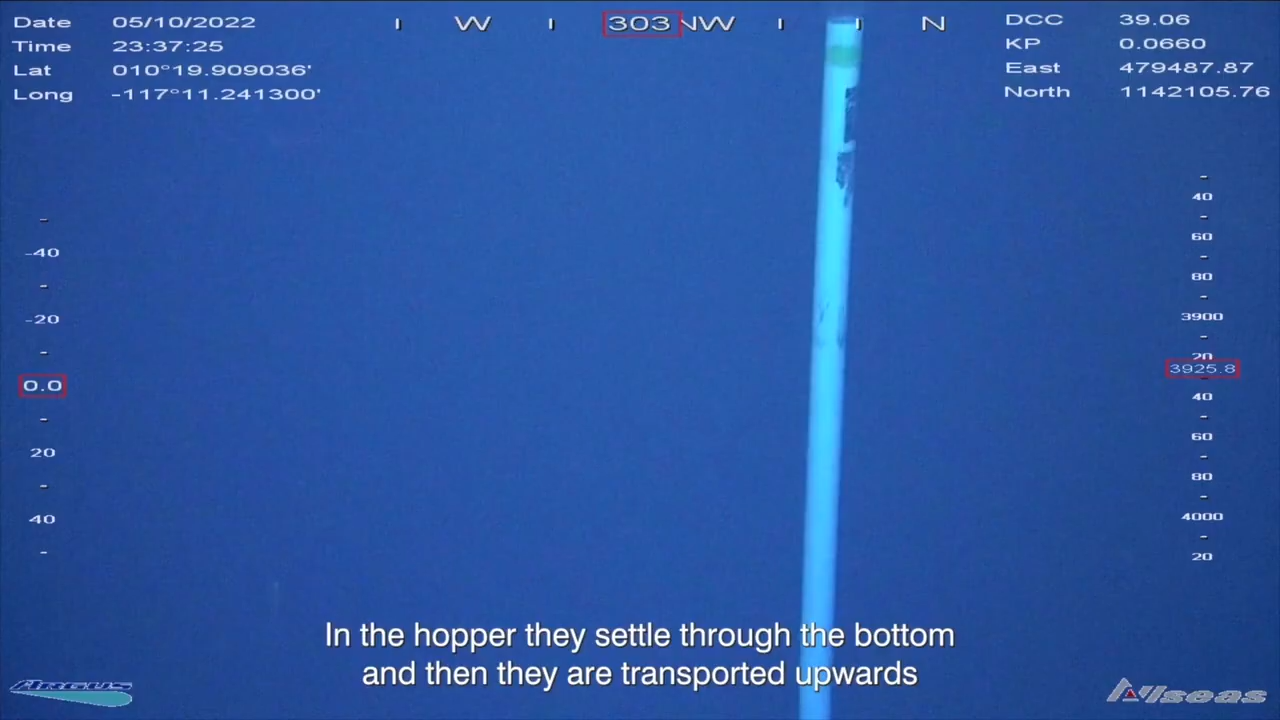 Date 05/10/2022
Time 23:37:25
Lat 010°19.909036'
Long -117°11.241300'
W 303 NW N
DCC 39.06
KP 0.0660
East 479487.87
North 1142105.76
-40
-20
0.0
20
40
40
60
80
3900
20
3925.8
40
60
80
4000
20
In the hopper they settle through the bottom
and then they are transported upwards
ARGUS
Allseas